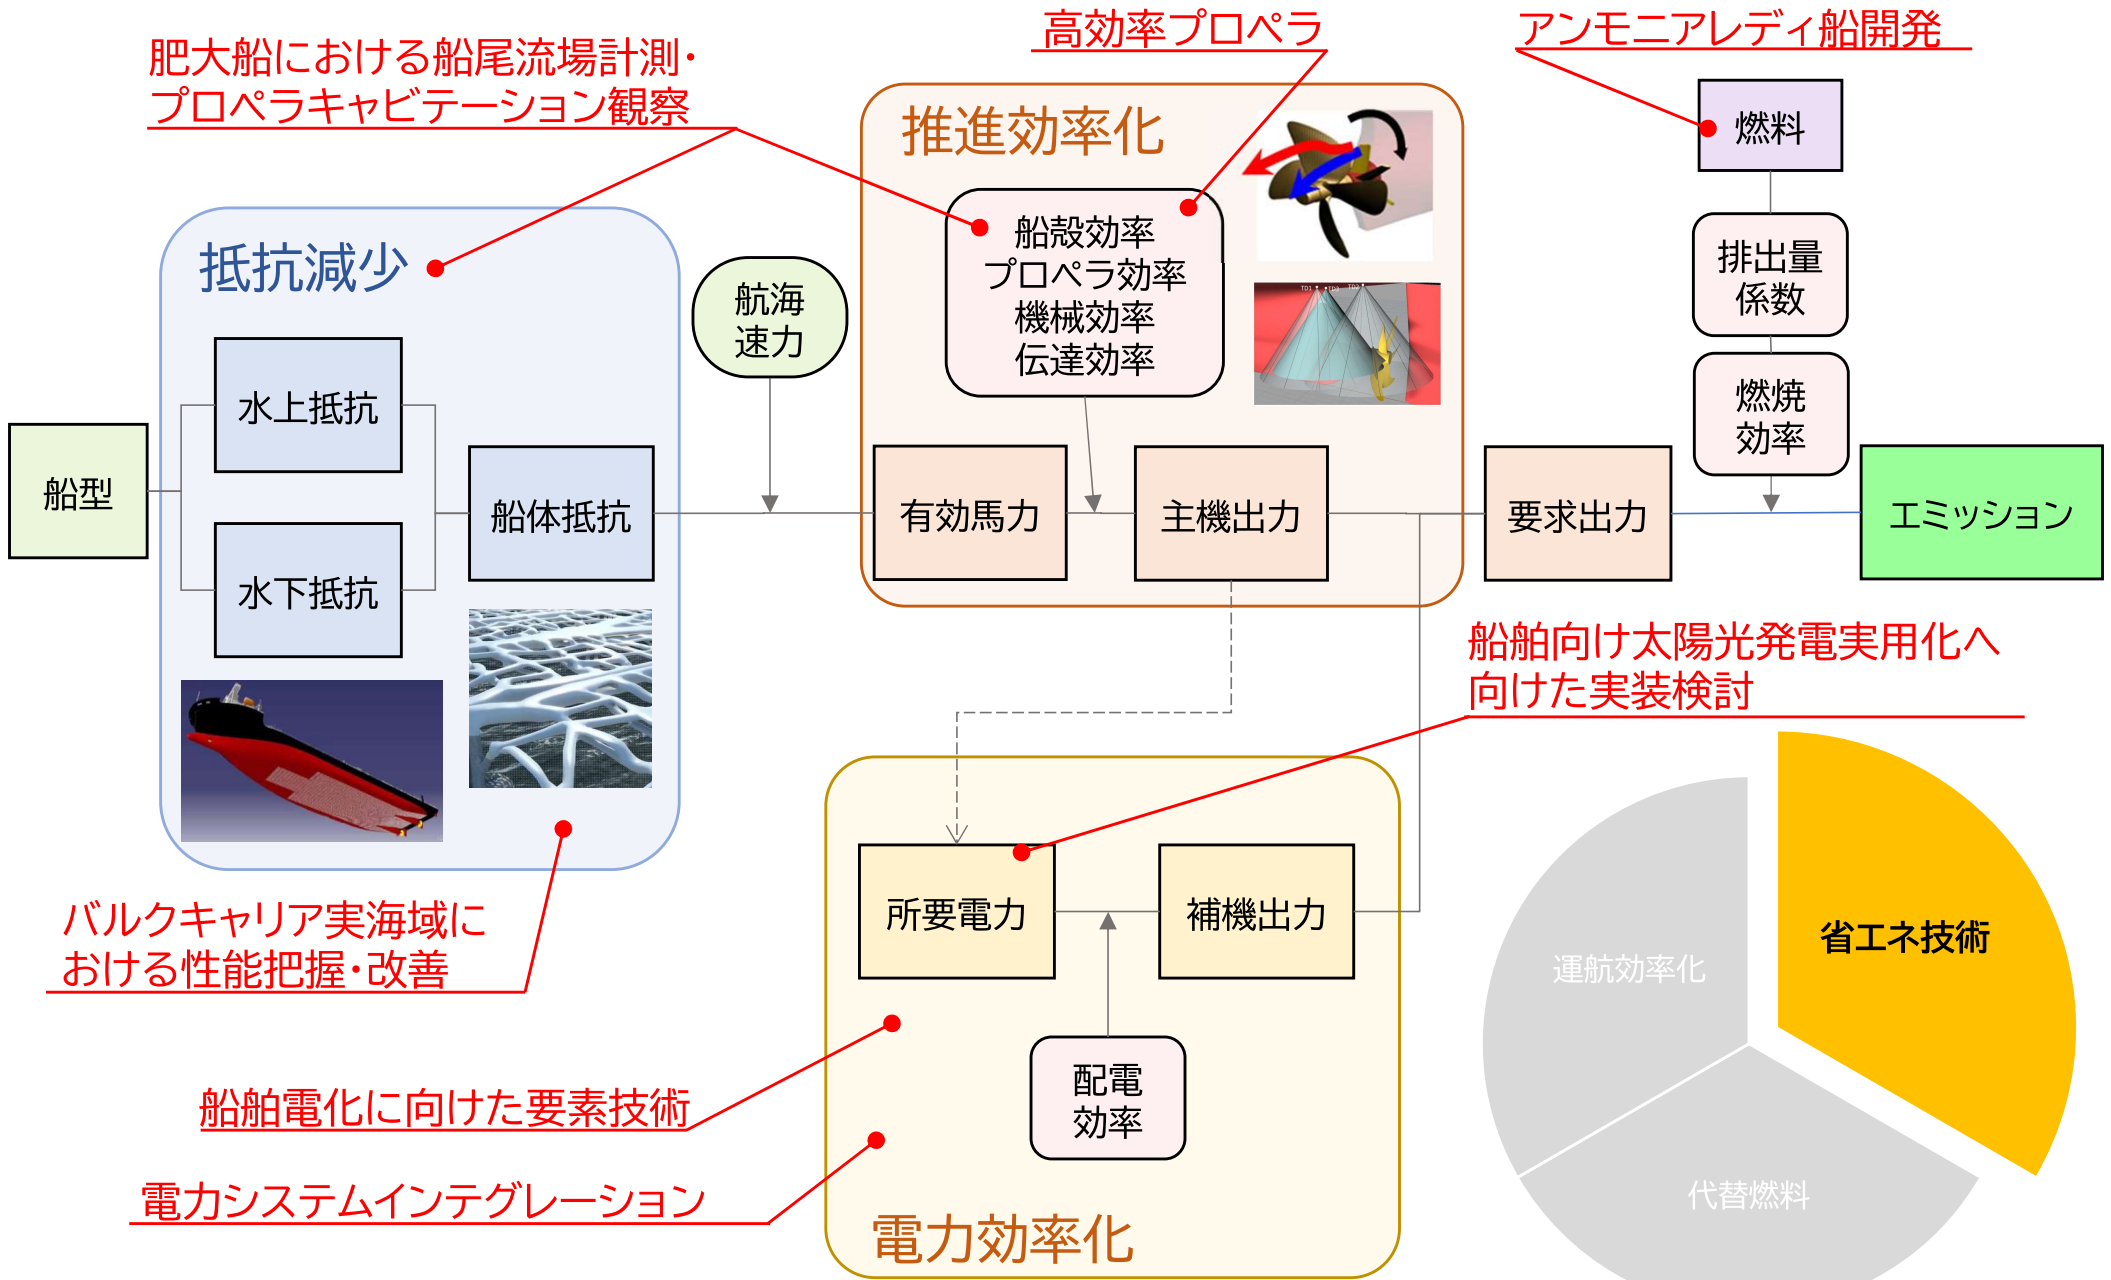 肥大船における船尾流場計測・
プロペラキャビテーション観察
高効率プロペラ
アンモニアレディ船開発
推進効率化
燃料
抵抗減少
船殻効率
プロペラ効率
機械効率
伝達効率
航海
速力
排出量
係数
TD1
TD3
TD2
燃焼
効率
水上抵抗
船型
船体抵抗
有効馬力
主機出力
要求出力
エミッション
水下抵抗
船舶向け太陽光発電実用化へ
向けた実装検討
所要電力
補機出力
バルクキャリア実海域に
おける性能把握・改善
省エネ技術
運航効率化
配電
効率
船舶電化に向けた要素技術
電力システムインテグレーション
代替燃料
電力効率化